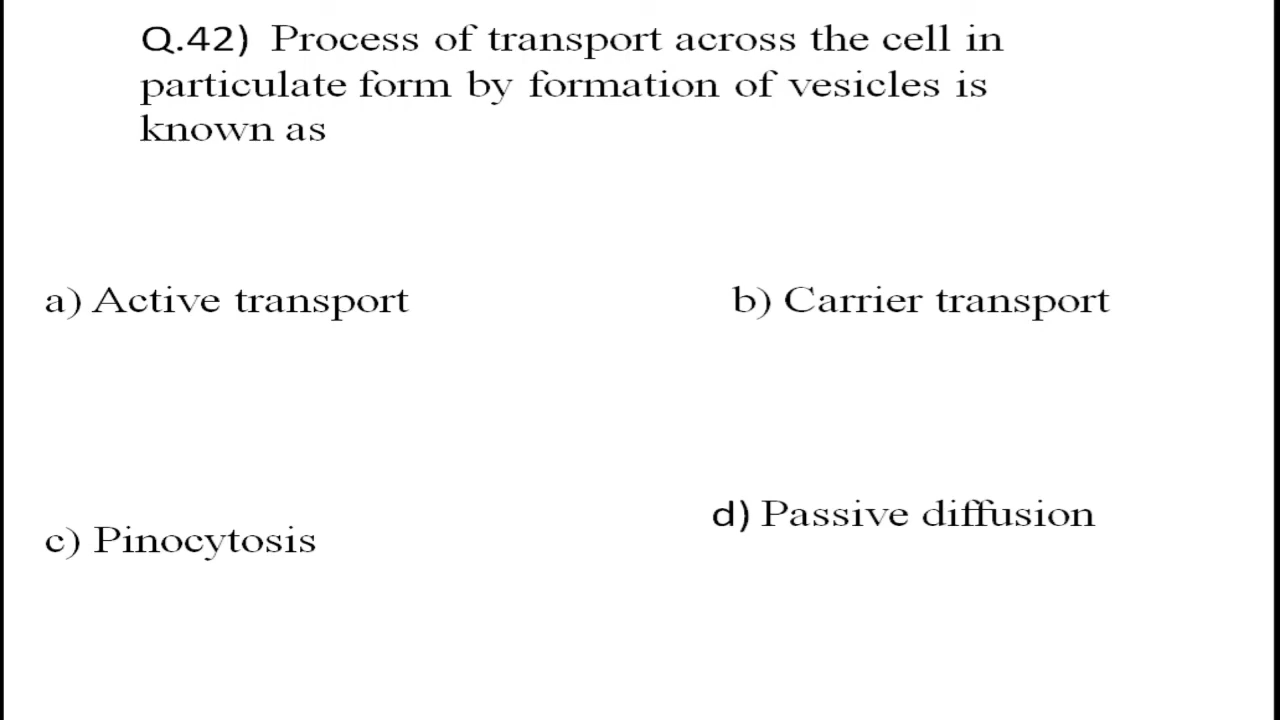 Q.42) Process of transport across the cell in
particulate form by formation of vesicles is
known as
a) Active transport
b) Carrier transport
c) Pinocytosis
d) Passive diffusion